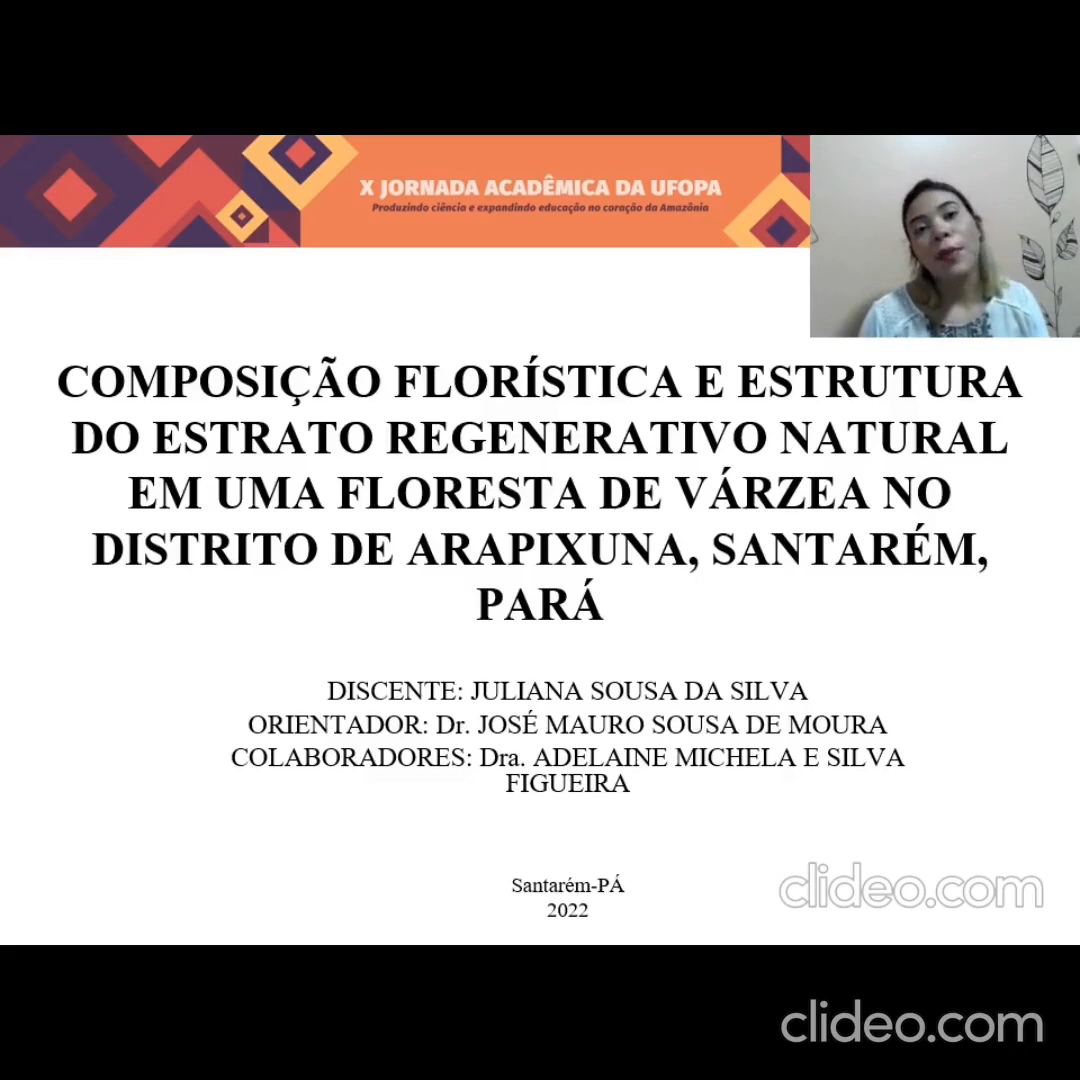 X JORNADA ACADÊMICA DA UFOPA
Produzindo ciência e expandindo educação no coração da Amazônia
COMPOSIÇÃO FLORÍSTICA E ESTRUTURA
DO ESTRATO REGENERATIVO NATURAL
EM UMA FLORESTA DE VÁRZEA NO
DISTRITO DE ARAPIXUNA, SANTARÉM,
PARÁ
DISCENTE: JULIANA SOUSA DA SILVA
ORIENTADOR: Dr. JOSÉ MAURO SOUSA DE MOURA
COLABORADORES: Dra. ADELAINE MICHELA E SILVA
FIGUEIRA
Santarém-PÁ
2022
clideo.com
clideo.com